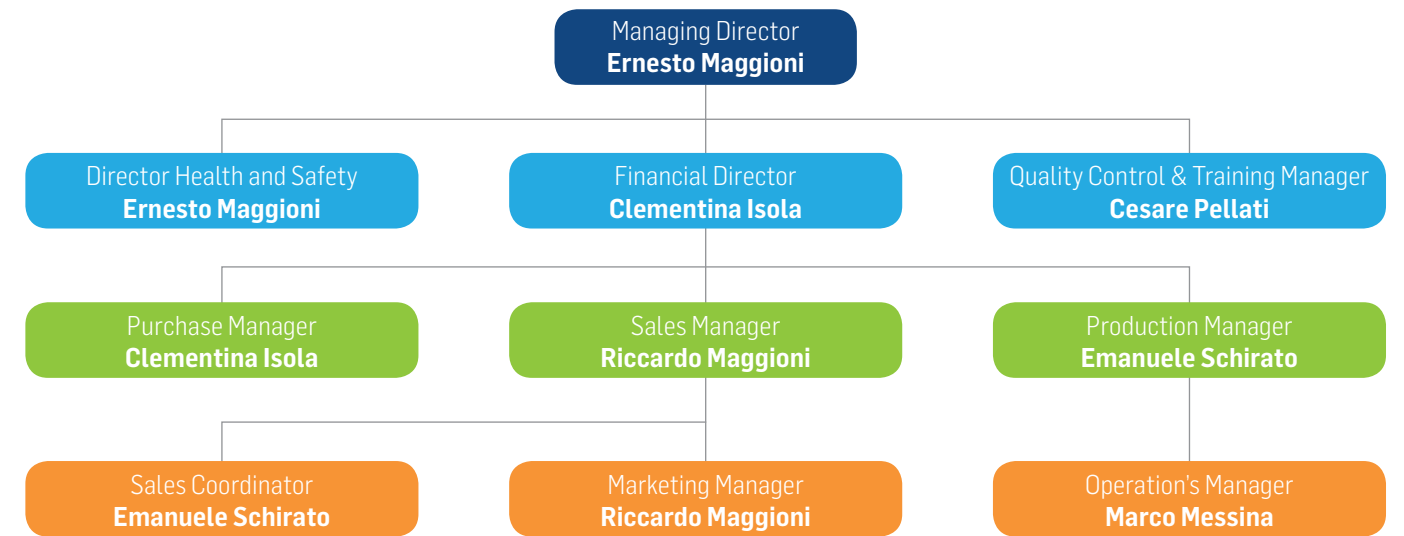 Managing Director
Ernesto Maggioni
Director Health and Safety
Ernesto Maggioni
Financial Director
Clementina Isola
Quality Control & Training Manager
Cesare Pellati
Purchase Manager
Clementina Isola
Sales Manager
Riccardo Maggioni
Production Manager
Emanuele Schirato
Sales Coordinator
Emanuele Schirato
Marketing Manager
Riccardo Maggioni
Operation's Manager
Marco Messina